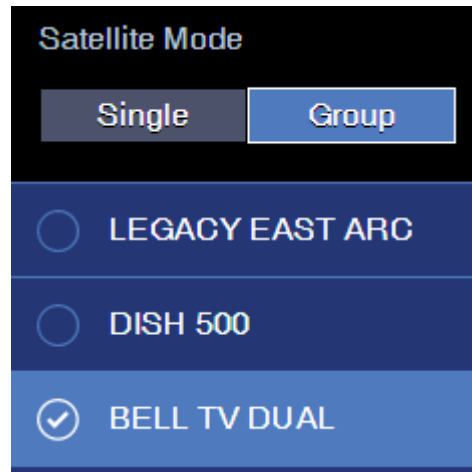 Satellite Mode
Single Group
LEGACY EAST ARC
DISH 500
BELL TV DUAL